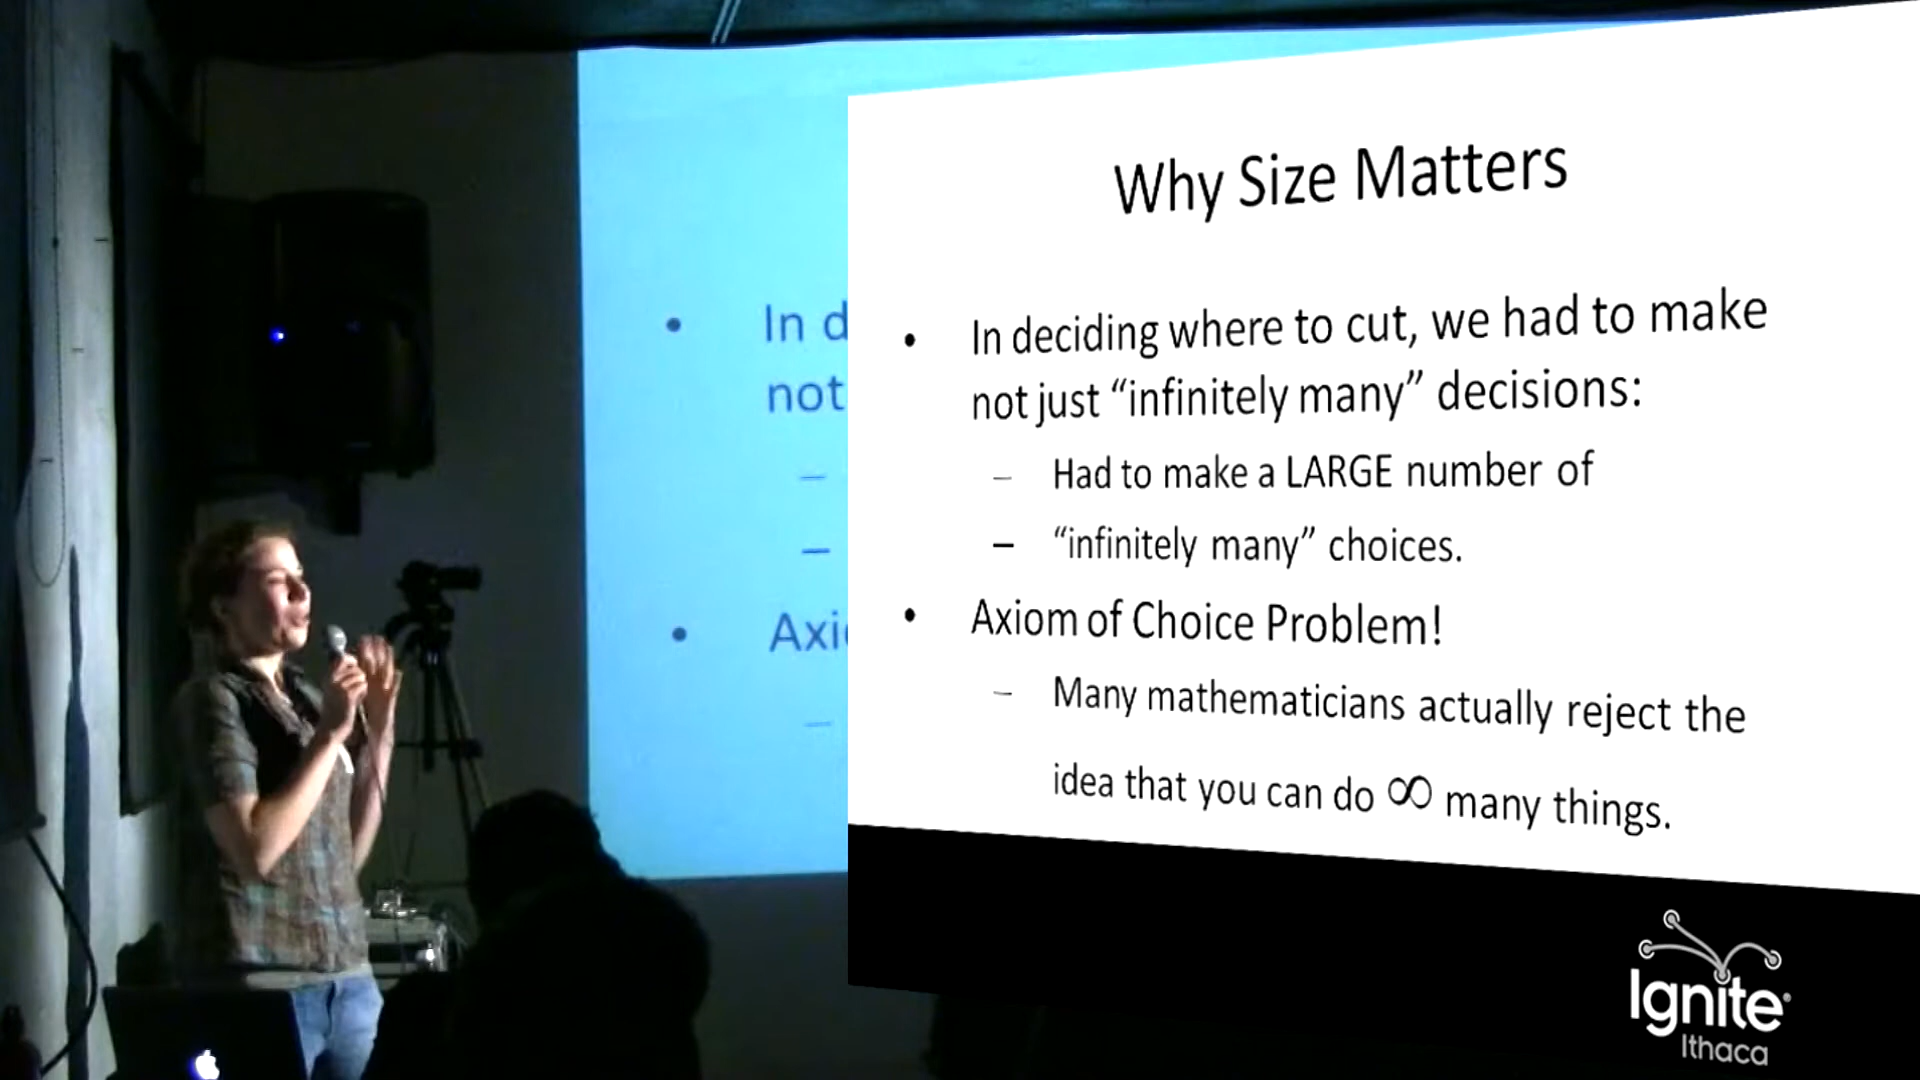 Why Size Matters
• In deciding where to cut, we had to make
not just “infinitely many” decisions:
– Had to make a LARGE number of
– “infinitely many” choices.
• Axiom of Choice Problem!
– Many mathematicians actually reject the
idea that you can do ∞ many things.
• In d
not
–
–
• Axi
–
Ignite®
Ithaca